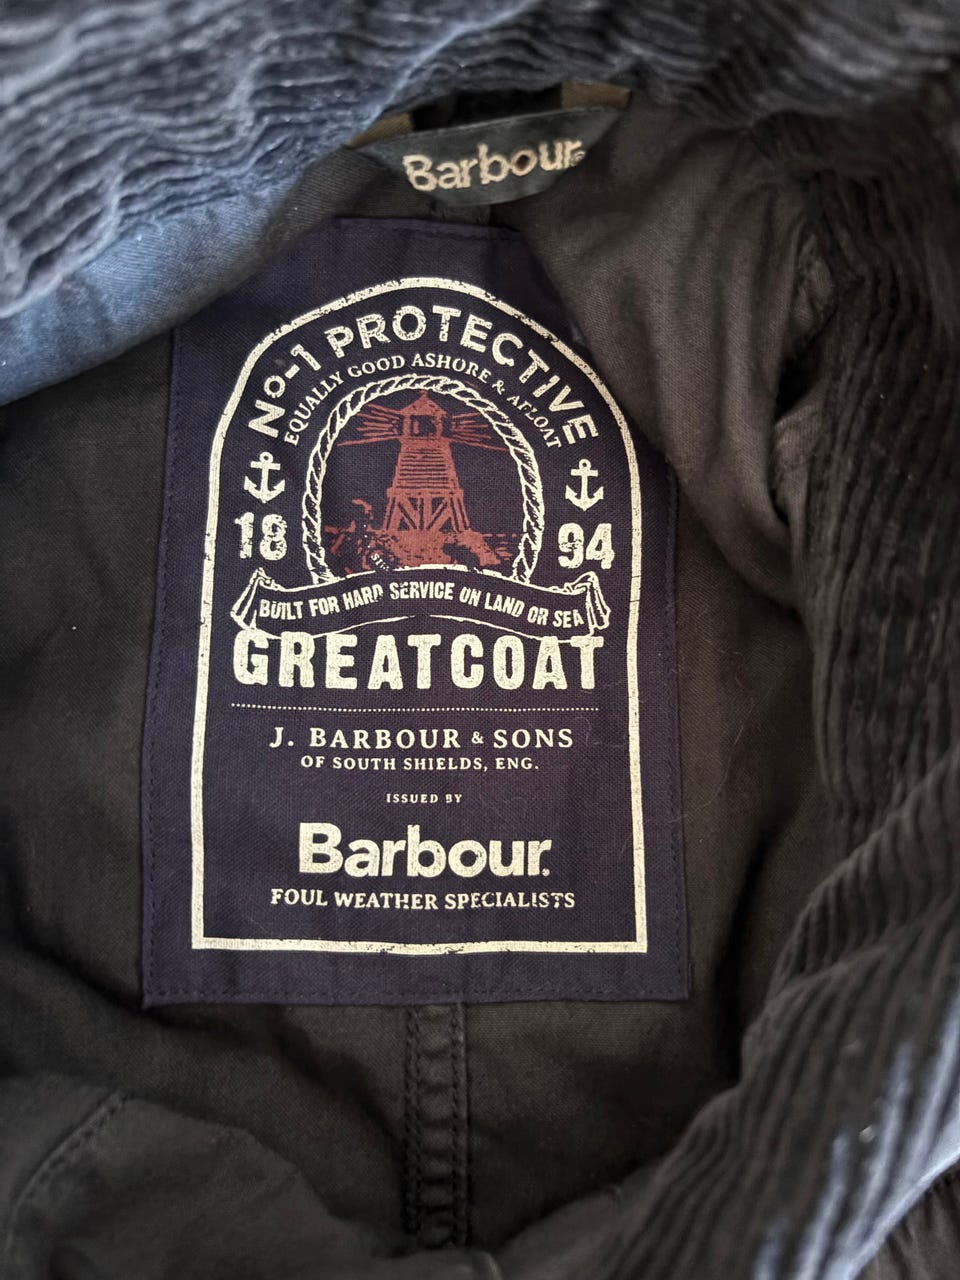 Barbour
No-1 PROTECTIVE
EQUALLY GOOD ASHORE & AFLOAT
18 94
BUILT FOR HARD SERVICE ON LAND OR SEA
GREATCOAT
J. BARBOUR & SONS
OF SOUTH SHIELDS, ENG.
ISSUED BY
Barbour.
FOUL WEATHER SPECIALISTS